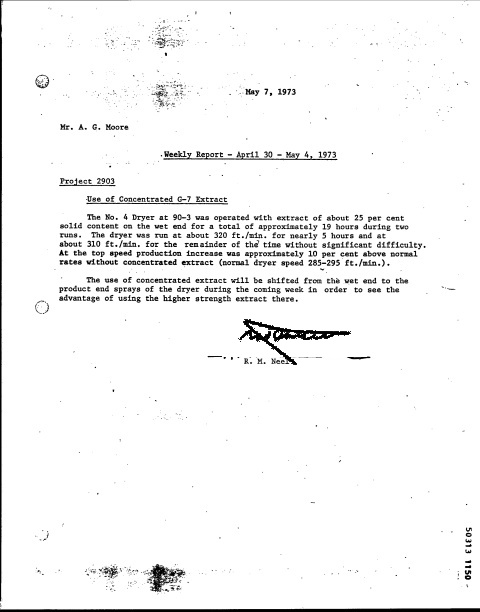 May 7, 1973
Mr. A. G. Moore
Weekly Report - April 30 - May 4, 1973
Project 2903
Use of Concentrated G-7 Extract
The No. 4 Dryer at 90-3 was operated with extract of about 25 per cent
solid content on the wet end for a total of approximately 19 hours during two
runs. The dryer was run at about 320 ft./min. for nearly 5 hours and at
about 310 ft./min. for the remainder of the time without significant difficulty.
At the top speed production increase was approximately 10 per cent above normal
rates without concentrated extract (normal dryer speed 285-295 ft./min.).
The use of concentrated extract will be shifted from the wet end to the
product end sprays of the dryer during the coming week in order to see the
advantage of using the higher strength extract there.
R. M.
50313 1150